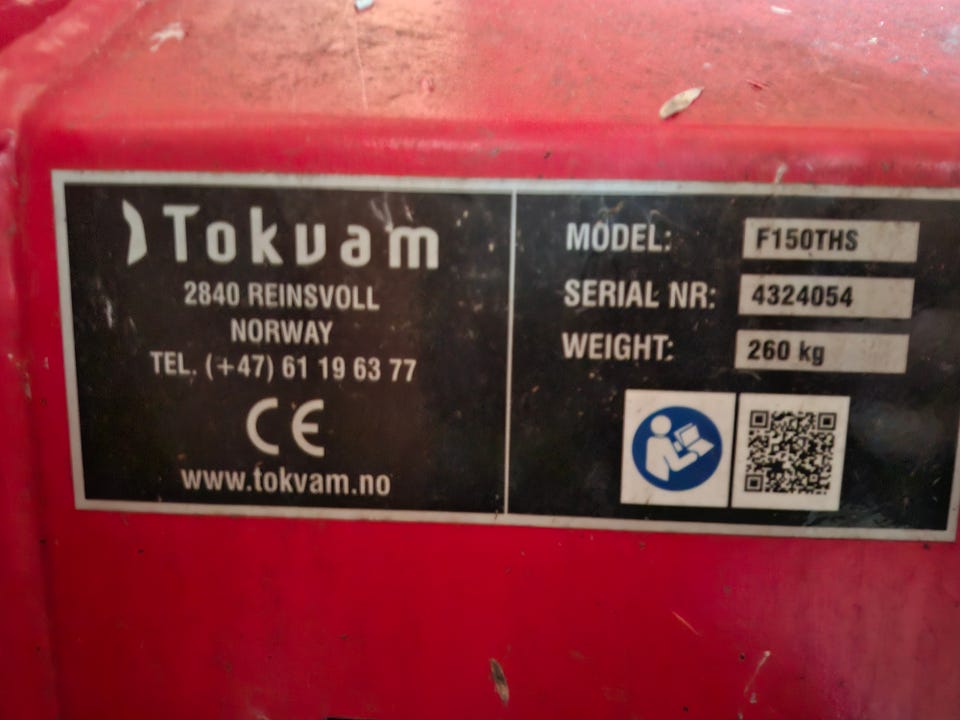 Tokvam
2840 REINSVOLL
NORWAY
TEL. (+47) 61 19 63 77
CE
www.tokvam.no
MODEL: F150THS
SERIAL NR: 4324054
WEIGHT: 260 kg